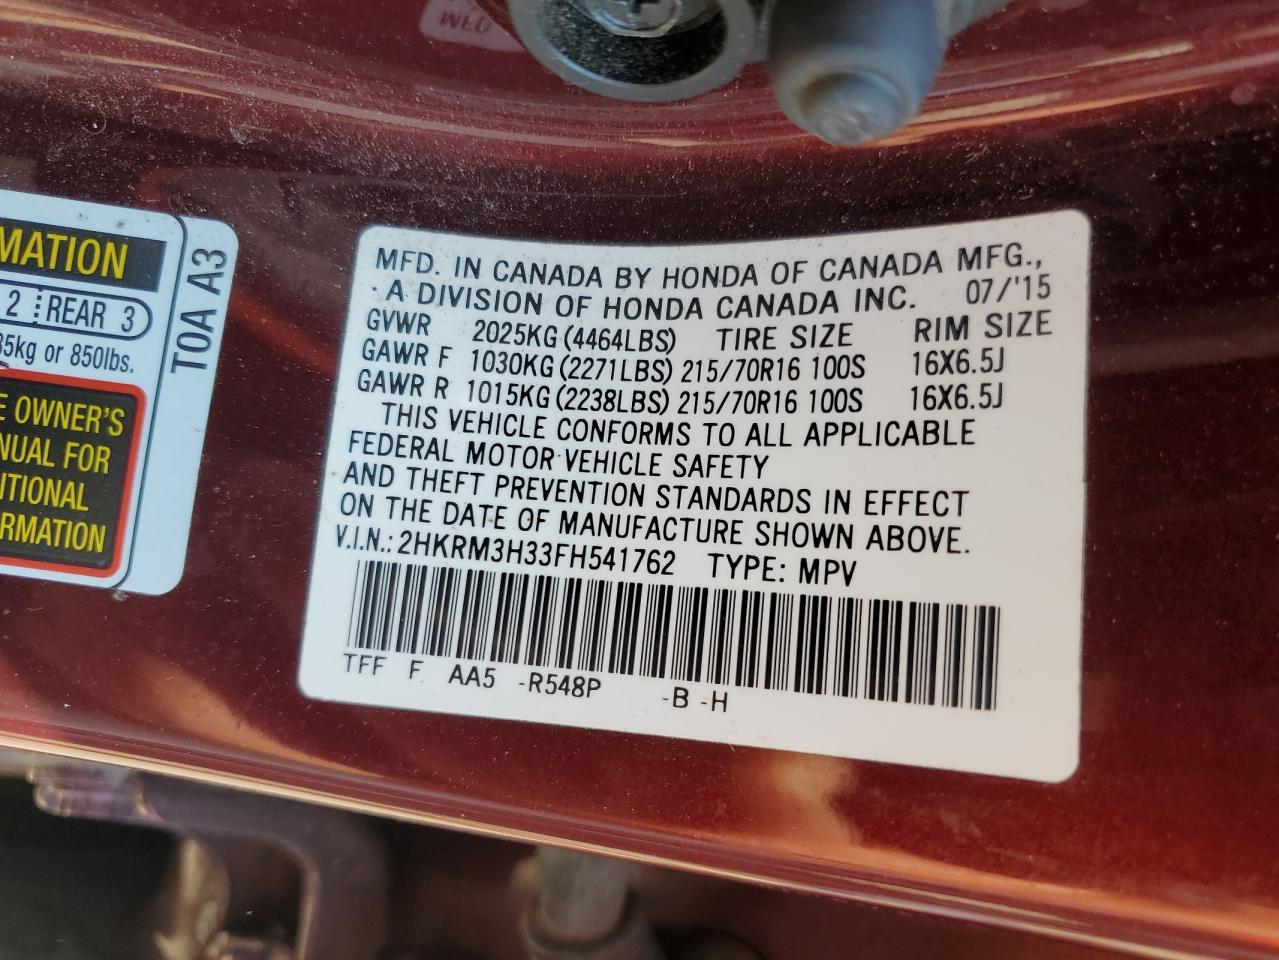 MATION
2 REAR 3
85kg or 850lbs.
OWNER'S
NUAL FOR
ITIONAL
RMATION
T0A A3
MFD. IN CANADA BY HONDA OF CANADA MFG.,
A DIVISION OF HONDA CANADA INC. 07/'15
GVWR 2025KG (4464LBS) TIRE SIZE RIM SIZE
GAWR F 1030KG (2271LBS) 215/70R16 100S 16X6.5J
GAWR R 1015KG (2238LBS) 215/70R16 100S 16X6.5J
THIS VEHICLE CONFORMS TO ALL APPLICABLE
FEDERAL MOTOR VEHICLE SAFETY
AND THEFT PREVENTION STANDARDS IN EFFECT
ON THE DATE OF MANUFACTURE SHOWN ABOVE.
V.I.N.: 2HKRM3H33FH541762 TYPE: MPV
TFF F AA5 -R548P -B -H